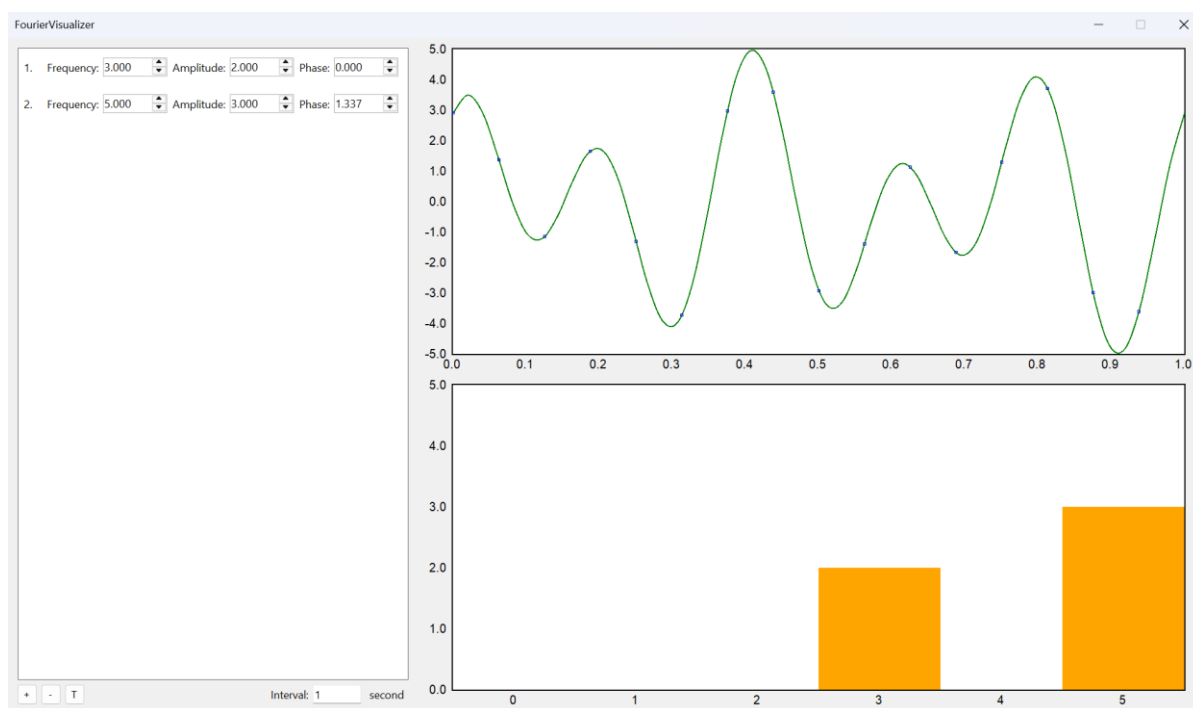 FourierVisualizer
1. Frequency: 3.000 Amplitude: 2.000 Phase: 0.000
2. Frequency: 5.000 Amplitude: 3.000 Phase: 1.337
+ - T Interval: 1 second
5.0
4.0
3.0
2.0
1.0
0.0
-1.0
-2.0
-3.0
-4.0
-5.0
0.0 0.1 0.2 0.3 0.4 0.5 0.6 0.7 0.8 0.9 1.0
5.0
4.0
3.0
2.0
1.0
0.0
0 1 2 3 4 5